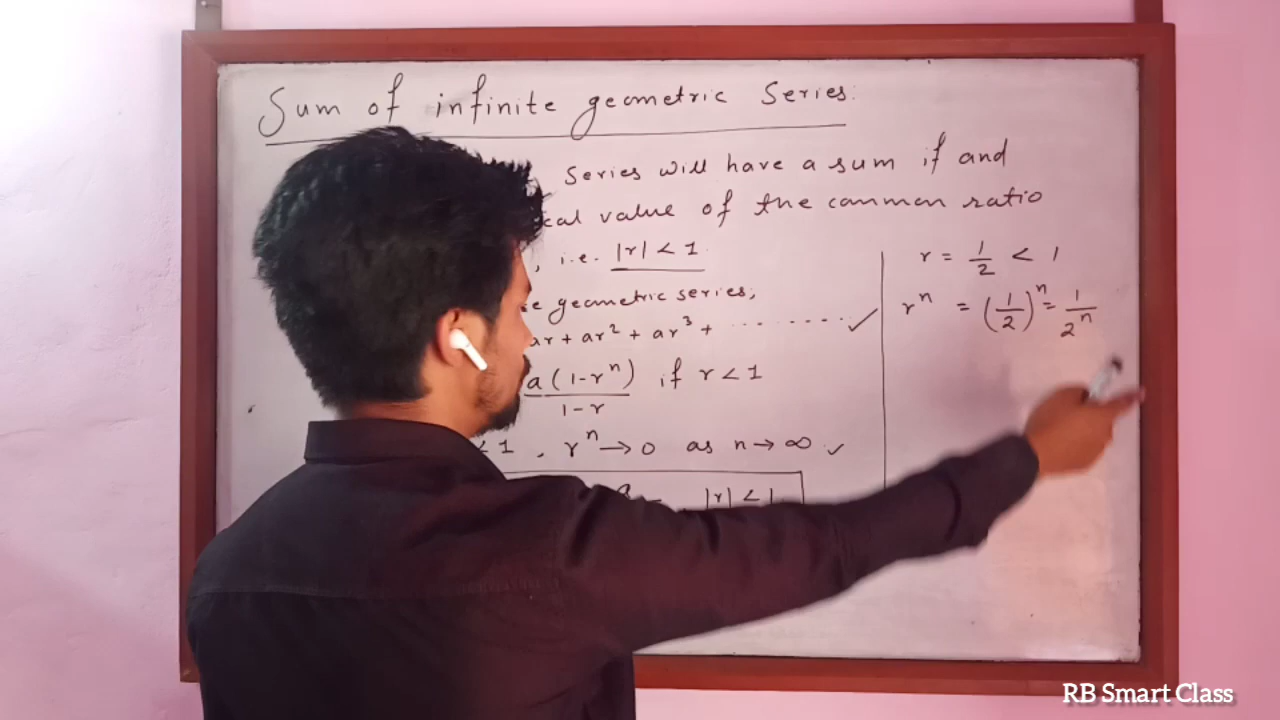 Sum of infinite geometric Series:
Series will have a sum if and
value of the common ratio
, i.e. |r| < 1.
geometric series;
ar + ar² + ar³ + ......... ✓
a(1-rⁿ)/1-r if r < 1
< 1 , rⁿ → 0 as n → ∞ ✓
|r| < 1
r = 1/2 < 1
rⁿ = (1/2)ⁿ = 1/2ⁿ
RB Smart Class